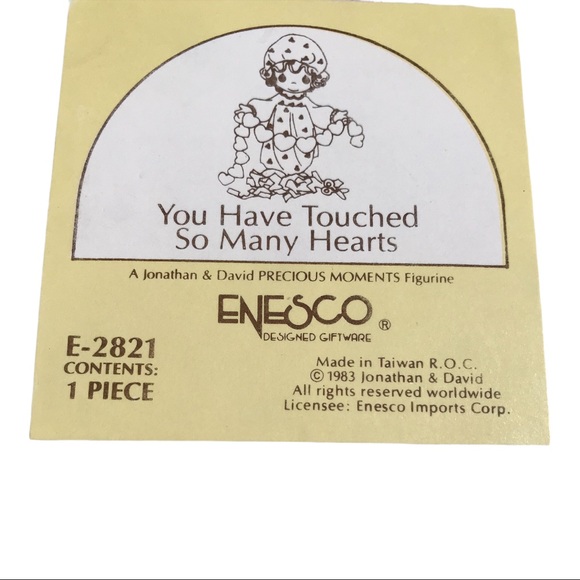 You Have Touched
So Many Hearts
A Jonathan & David PRECIOUS MOMENTS Figurine
ENESCO ®
DESIGNED GIFTWARE
E-2821
CONTENTS:
1 PIECE
Made in Taiwan R.O.C.
© 1983 Jonathan & David
All rights reserved worldwide
Licensee: Enesco Imports Corp.